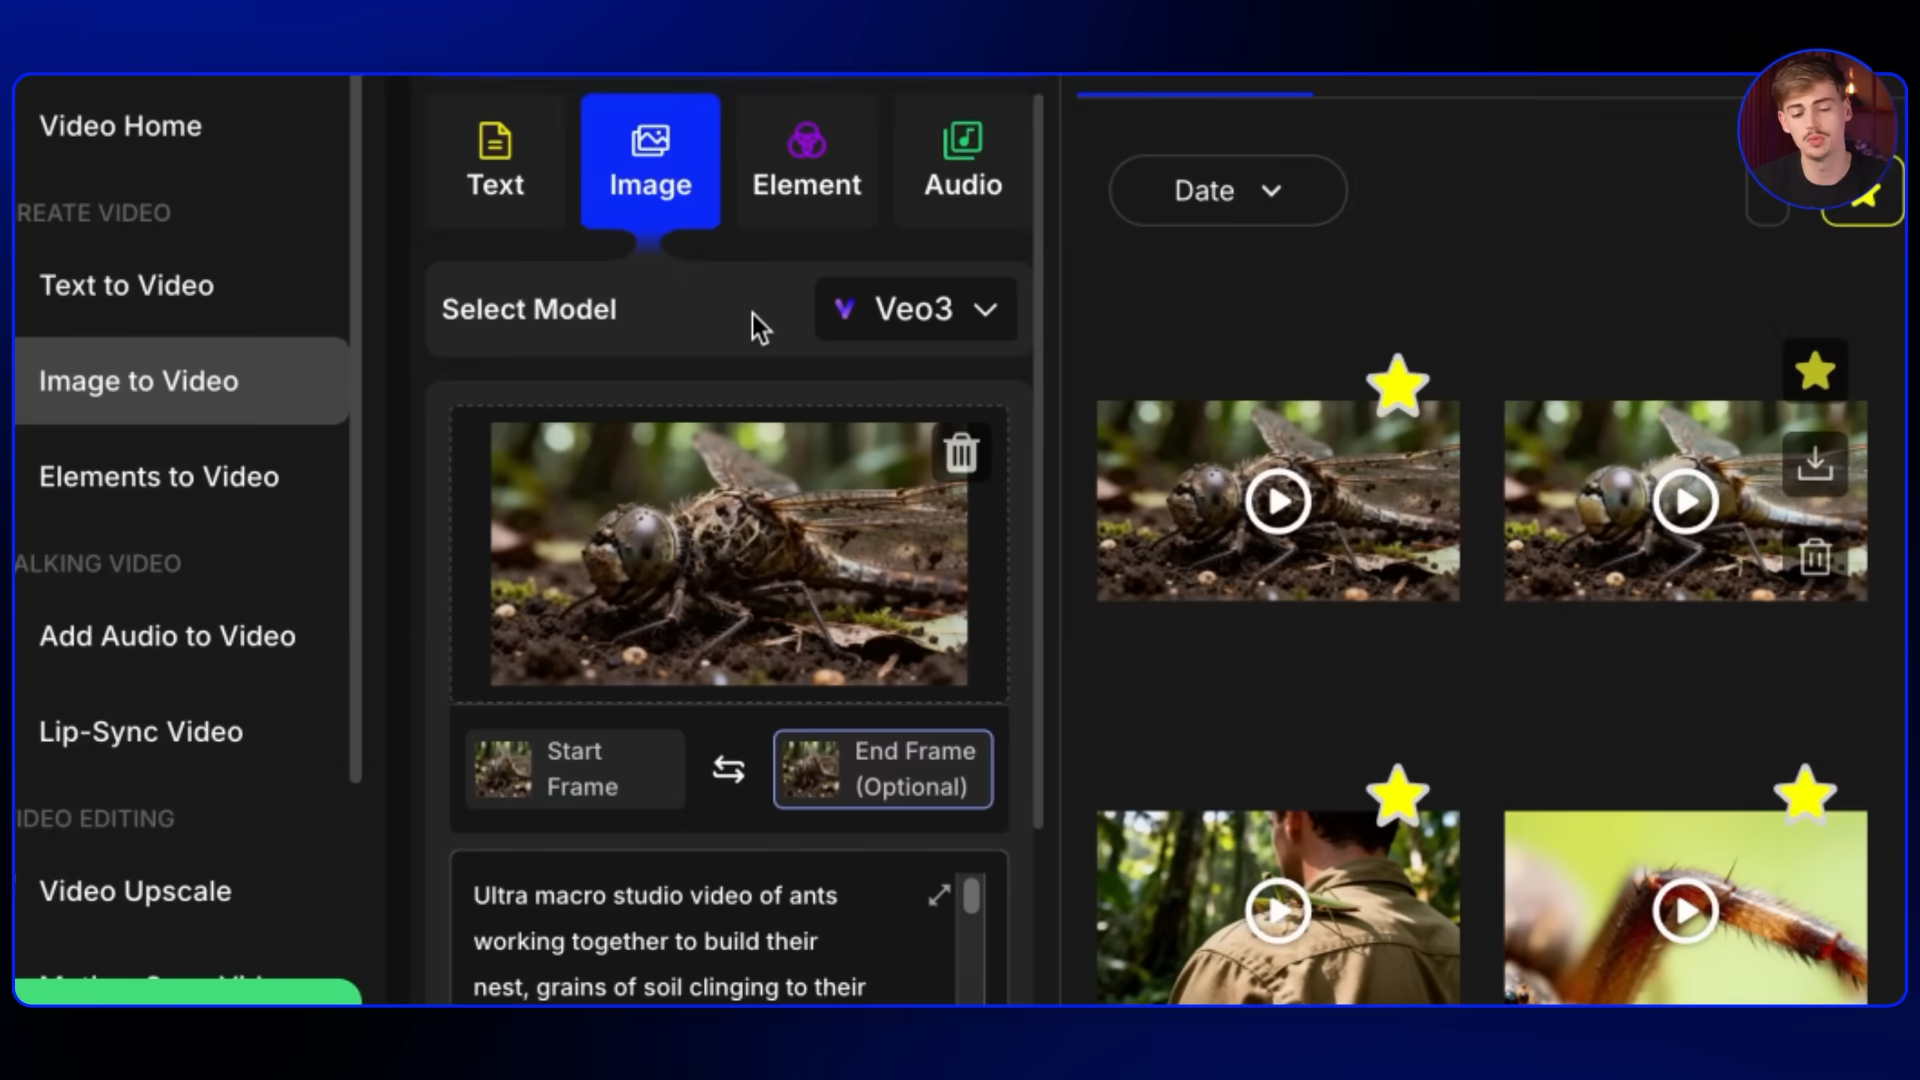 Video Home
REATE VIDEO
Text to Video
Image to Video
Elements to Video
ALKING VIDEO
Add Audio to Video
Lip-Sync Video
IDEO EDITING
Video Upscale
Text
Image
Element
Audio
Select Model
Veo3
Start
Frame
End Frame
(Optional)
Ultra macro studio video of ants
working together to build their
nest, grains of soil clinging to their
Date